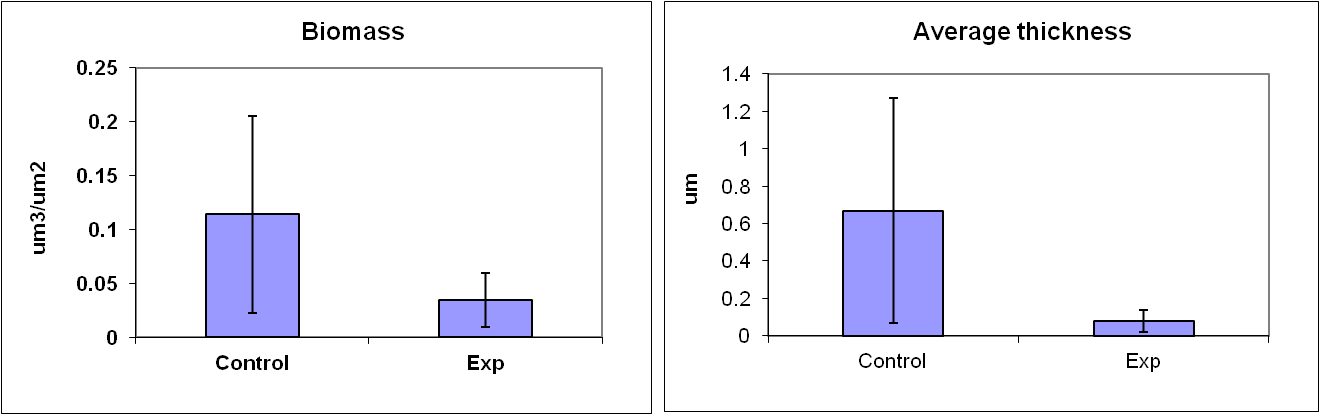 Biomass
0.25
0.2
0.15
0.1
0.05
0
um3/um2
Control Exp
Average thickness
1.4
1.2
1
0.8
0.6
0.4
0.2
0
um
Control Exp